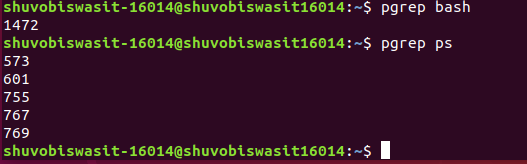 shuvobiswasit-16014@shuvobiswasit16014:~$ pgrep bash
1472
shuvobiswasit-16014@shuvobiswasit16014:~$ pgrep ps
573
601
755
767
769
shuvobiswasit-16014@shuvobiswasit16014:~$